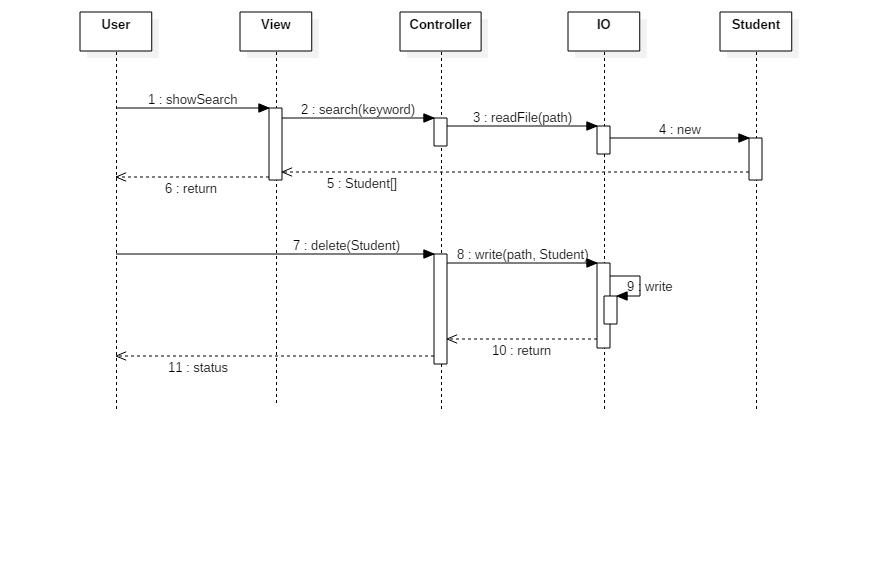 User
View
Controller
IO
Student
1 : showSearch
2 : search(keyword)
3 : readFile(path)
4 : new
5 : Student[]
6 : return
7 : delete(Student)
8 : write(path, Student)
9 : write
10 : return
11 : status